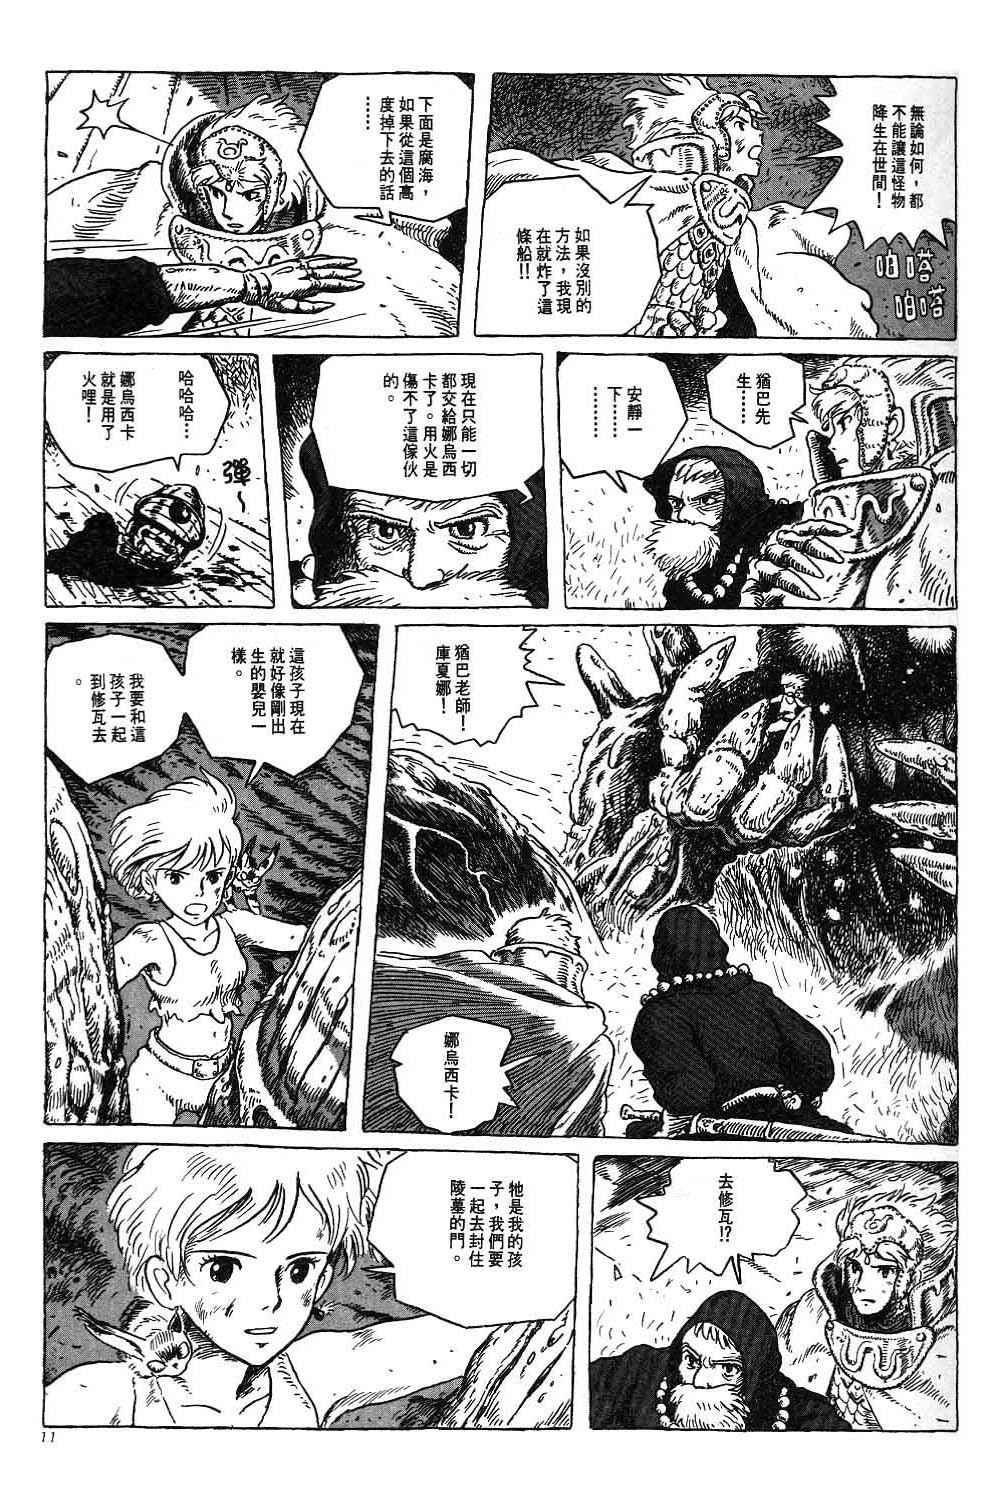 無論如何，都
不能讓這怪物
降生在世間！
啪嗒
啪嗒
如果沒別的
方法，我現
在就炸了這
條船!!
下面是腐海，
如果從這個高
度掉下去的話
⋯⋯
猶巴先
生⋯⋯⋯
安靜一
下⋯⋯⋯
⋯⋯⋯
現在只能一切
都交給娜烏西
卡了。用火是
傷不了這傢伙
的。
彈～
哈哈哈⋯
娜烏西卡
就是用了
火哩！
猶巴老師！
庫夏娜！
娜烏西卡！
這孩子現在
就好像剛出
生的嬰兒一
樣。
我要和這
孩子一起
到修瓦去
。
去修瓦!?
牠是我的孩
子，我們要
一起去封住
陵墓的門。
11